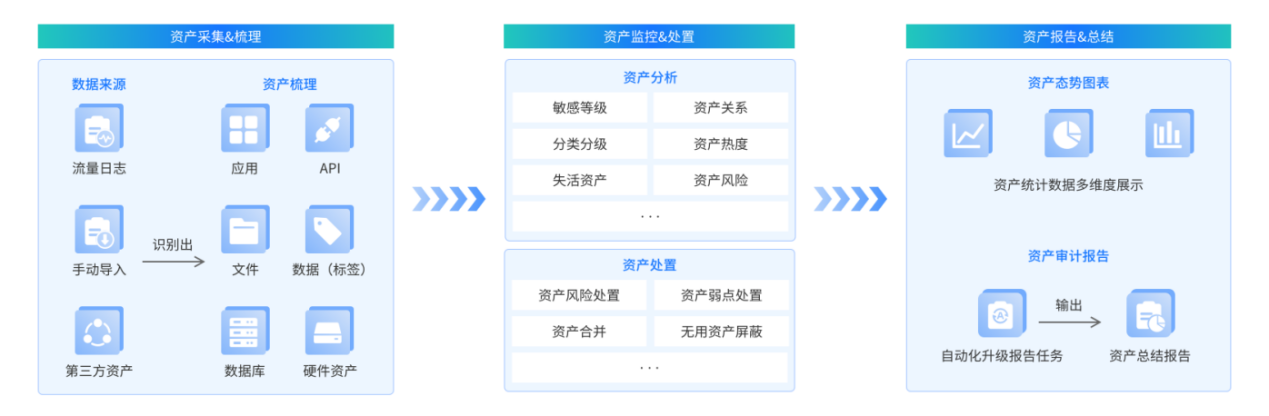 资产采集&梳理
数据来源
资产梳理
流量日志
应用
API
手动导入
识别出
文件
数据（标签）
第三方资产
数据库
硬件资产
资产监控&处置
资产分析
敏感等级
资产关系
分类分级
资产热度
失活资产
资产风险
...
资产处置
资产风险处置
资产弱点处置
资产合并
无用资产屏蔽
...
资产报告&总结
资产态势图表
资产统计数据多维度展示
资产审计报告
输出
自动化升级报告任务
资产总结报告